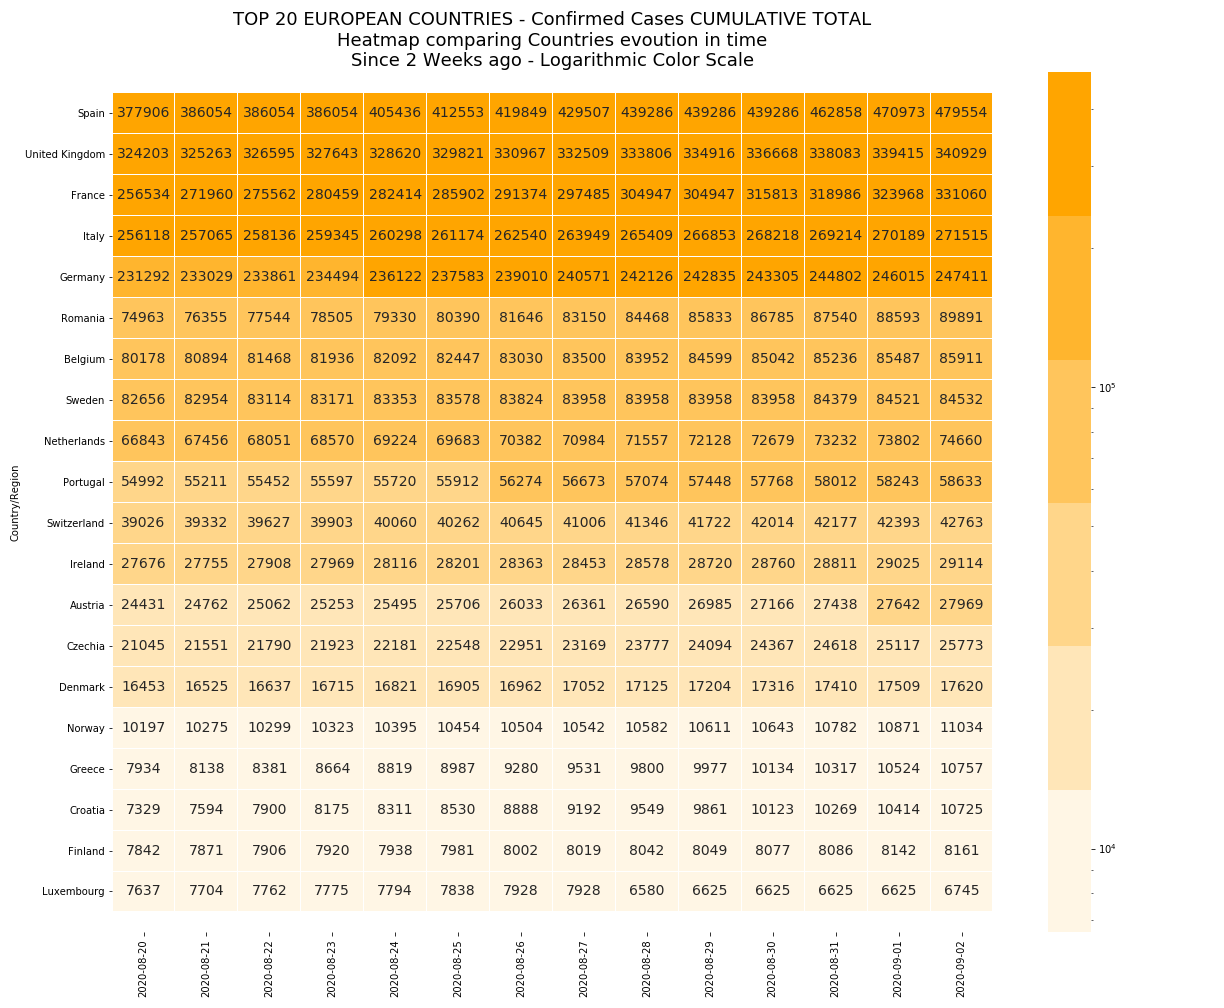 TOP 20 EUROPEAN COUNTRIES - Confirmed Cases CUMULATIVE TOTAL
Heatmap comparing Countries evoution in time
Since 2 Weeks ago - Logarithmic Color Scale
Country/Region
Spain 377906 386054 386054 386054 405436 412553 419849 429507 439286 439286 439286 462858 470973 479554
United Kingdom 324203 325263 326595 327643 328620 329821 330967 332509 333806 334916 336668 338083 339415 340929
France 256534 271960 275562 280459 282414 285902 291374 297485 304947 304947 315813 318986 323968 331060
Italy 256118 257065 258136 259345 260298 261174 262540 263949 265409 266853 268218 269214 270189 271515
Germany 231292 233029 233861 234494 236122 237583 239010 240571 242126 242835 243305 244802 246015 247411
Romania 74963 76355 77544 78505 79330 80390 81646 83150 84468 85833 86785 87540 88593 89891
Belgium 80178 80894 81468 81936 82092 82447 83030 83500 83952 84599 85042 85236 85487 85911
Sweden 82656 82954 83114 83171 83353 83578 83824 83958 83958 83958 83958 84379 84521 84532
Netherlands 66843 67456 68051 68570 69224 69683 70382 70984 71557 72128 72679 73232 73802 74660
Portugal 54992 55211 55452 55597 55720 55912 56274 56673 57074 57448 57768 58012 58243 58633
Switzerland 39026 39332 39627 39903 40060 40262 40645 41006 41346 41722 42014 42177 42393 42763
Ireland 27676 27755 27908 27969 28116 28201 28363 28453 28578 28720 28760 28811 29025 29114
Austria 24431 24762 25062 25253 25495 25706 26033 26361 26590 26985 27166 27438 27642 27969
Czechia 21045 21551 21790 21923 22181 22548 22951 23169 23777 24094 24367 24618 25117 25773
Denmark 16453 16525 16637 16715 16821 16905 16962 17052 17125 17204 17316 17410 17509 17620
Norway 10197 10275 10299 10323 10395 10454 10504 10542 10582 10611 10643 10782 10871 11034
Greece 7934 8138 8381 8664 8819 8987 9280 9531 9800 9977 10134 10317 10524 10757
Croatia 7329 7594 7900 8175 8311 8530 8888 9192 9549 9861 10123 10269 10414 10725
Finland 7842 7871 7906 7920 7938 7981 8002 8019 8042 8049 8077 8086 8142 8161
Luxembourg 7637 7704 7762 7775 7794 7838 7928 7928 6580 6625 6625 6625 6625 6745
2020-08-20 2020-08-21 2020-08-22 2020-08-23 2020-08-24 2020-08-25 2020-08-26 2020-08-27 2020-08-28 2020-08-29 2020-08-30 2020-08-31 2020-09-01 2020-09-02
10⁵
10⁴